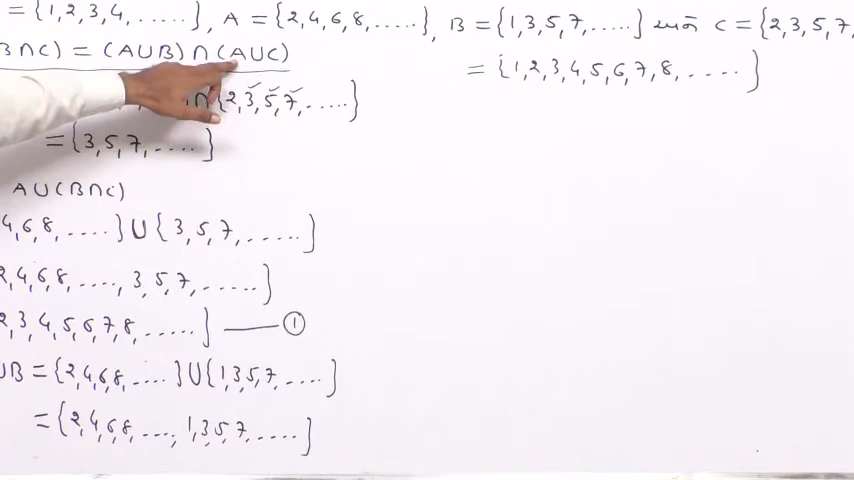 = {1, 2, 3, 4, .....}, A = {2, 4, 6, 8, .....}, B = {1, 3, 5, 7, .....} અને C = {2, 3, 5, 7,
B∩C) = (A∪B) ∩ (A∪C)
= {1, 2, 3, 4, 5, 6, 7, 8, .....}
∩ {2, 3, 5, 7, .....}
= {3, 5, 7, .....}
A∪(B∩C)
4, 6, 8, .....} ∪ {3, 5, 7, .....}
2, 4, 6, 8, ....., 3, 5, 7, ......}
2, 3, 4, 5, 6, 7, 8, .....} —— ①
∪B = {2, 4, 6, 8, .....} ∪ {1, 3, 5, 7, .....}
= {2, 4, 6, 8, ....., 1, 3, 5, 7, .....}